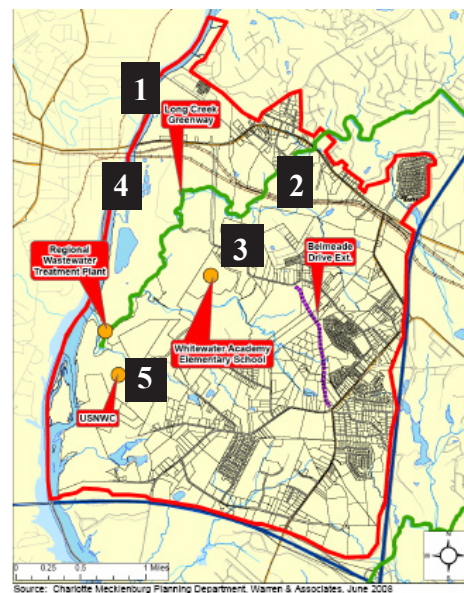 1
Long Creek
Greenway
4
2
3
Belmeade
Drive Ext.
Regional
Wastewater
Treatment Plant
Whitewater Academy
Elementary School
5
USNWC
0 0.25 0.5 1 Miles
Source: Charlotte Mecklenburg Planning Department, Warren & Associates, June 2008